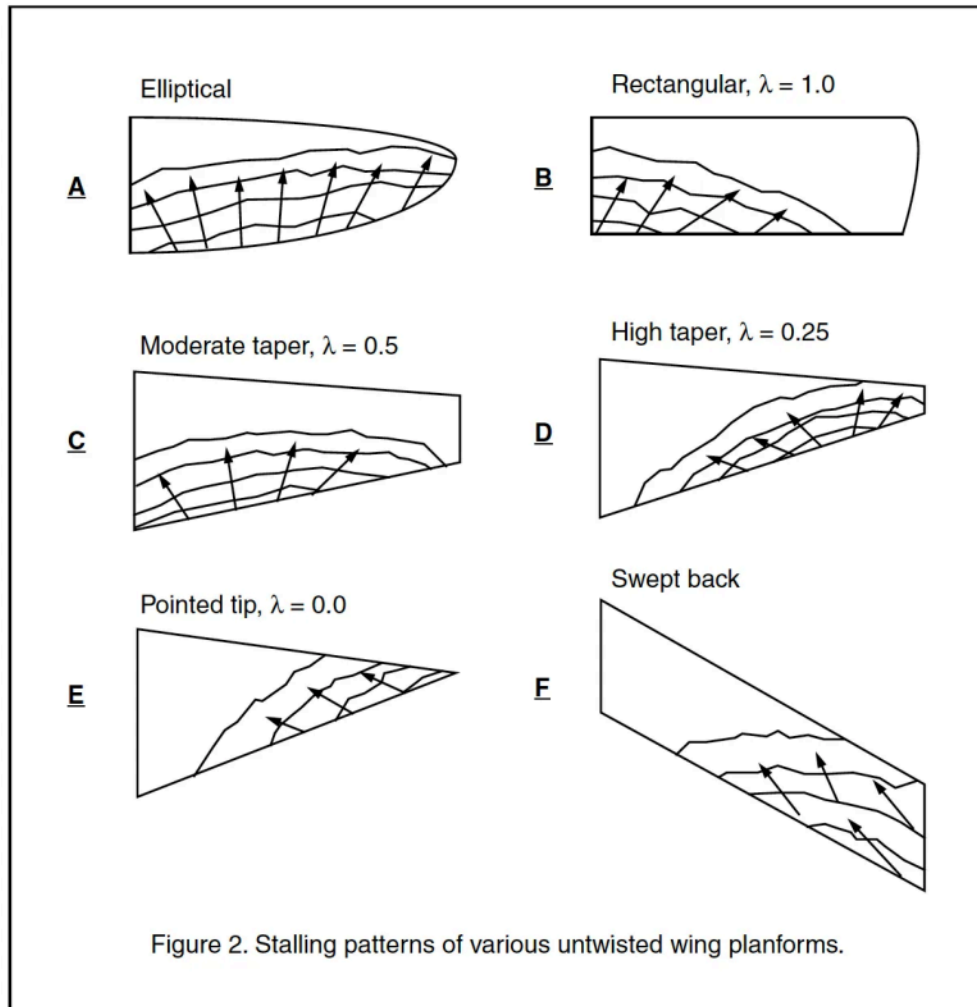 Elliptical
Rectangular, λ = 1.0
A
B
Moderate taper, λ = 0.5
High taper, λ = 0.25
C
D
Pointed tip, λ = 0.0
Swept back
E
F
Figure 2. Stalling patterns of various untwisted wing planforms.